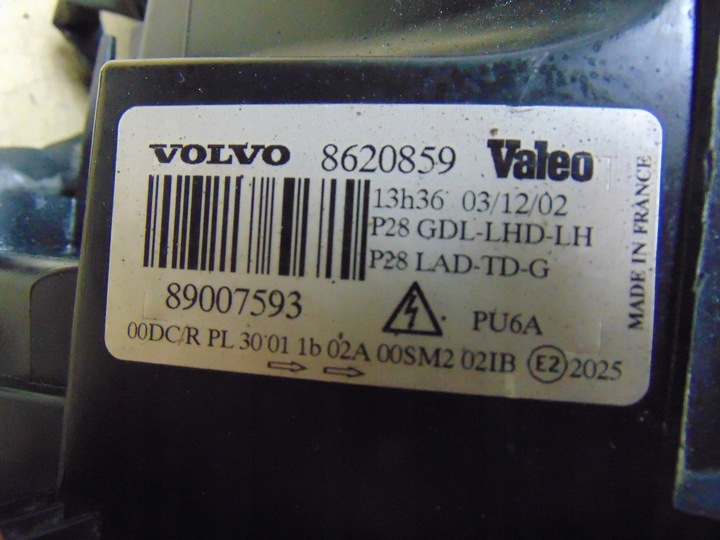 VOLVO 8620859 Valeo
13h36 03/12/02
P28 GDL-LHD-LH
P28 LAD-TD-G
89007593
PU6A
00DC/R PL 30 01 1b 02A 00SM2 02IB E2 2025
MADE IN FRANCE